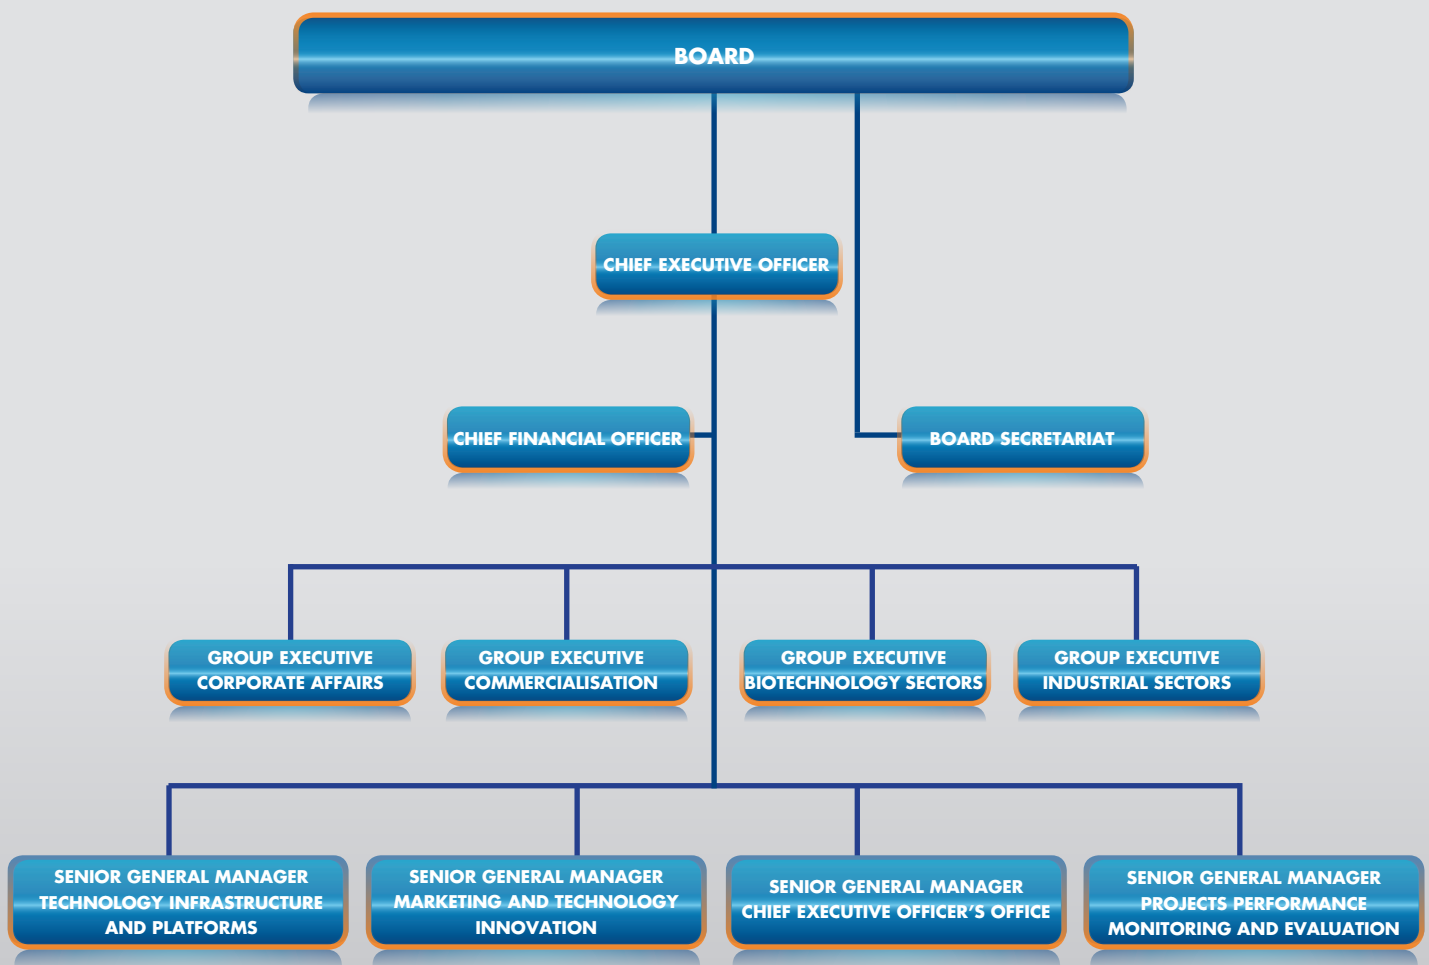 BOARD
CHIEF EXECUTIVE OFFICER
CHIEF FINANCIAL OFFICER
BOARD SECRETARIAT
GROUP EXECUTIVE
CORPORATE AFFAIRS
GROUP EXECUTIVE
COMMERCIALISATION
GROUP EXECUTIVE
BIOTECHNOLOGY SECTORS
GROUP EXECUTIVE
INDUSTRIAL SECTORS
SENIOR GENERAL MANAGER
TECHNOLOGY INFRASTRUCTURE
AND PLATFORMS
SENIOR GENERAL MANAGER
MARKETING AND TECHNOLOGY
INNOVATION
SENIOR GENERAL MANAGER
CHIEF EXECUTIVE OFFICER’S OFFICE
SENIOR GENERAL MANAGER
PROJECTS PERFORMANCE
MONITORING AND EVALUATION